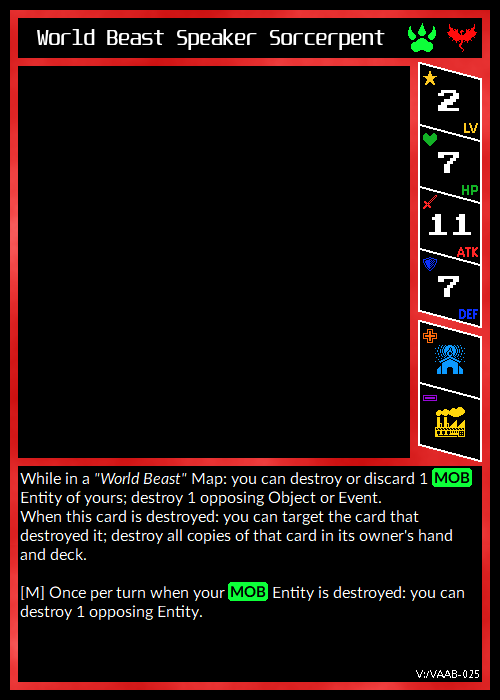 World Beast Speaker Sorcerpent
2
LV
7
HP
11
ATK
7
DEF
While in a "World Beast" Map: you can destroy or discard 1 MOB
Entity of yours; destroy 1 opposing Object or Event.
When this card is destroyed: you can target the card that
destroyed it; destroy all copies of that card in its owner's hand
and deck.
[M] Once per turn when your MOB Entity is destroyed: you can
destroy 1 opposing Entity.
V:/VAAB-025